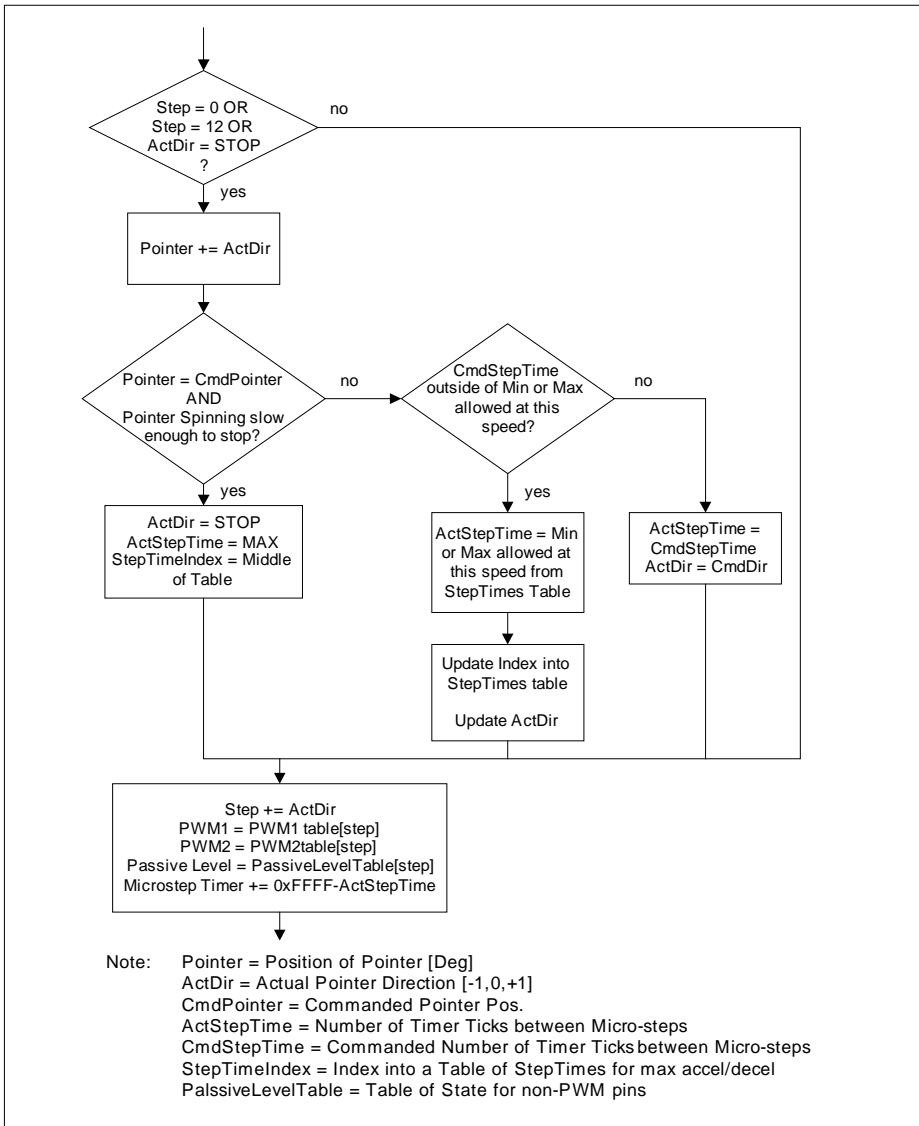 Step = 0 OR
Step = 12 OR
ActDir = STOP
?
no
yes
Pointer += ActDir
Pointer = CmdPointer
AND
Pointer Spinning slow
enough to stop?
no
CmdStepTime
outside of Min or Max
allowed at this
speed?
no
yes
yes
ActDir = STOP
ActStepTime = MAX
StepTimeIndex = Middle
of Table
ActStepTime = Min
or Max allowed at
this speed from
StepTimes Table
ActStepTime =
CmdStepTime
ActDir = CmdDir
Update Index into
StepTimes table
Update ActDir
Step += ActDir
PWM1 = PWM1 table[step]
PWM2 = PWM2table[step]
Passive Level = PassiveLevelTable[step]
Microstep Timer += 0xFFFF-ActStepTime
Note: Pointer = Position of Pointer [Deg]
ActDir = Actual Pointer Direction [-1,0,+1]
CmdPointer = Commanded Pointer Pos.
ActStepTime = Number of Timer Ticks between Micro-steps
CmdStepTime = Commanded Number of Timer Ticks between Micro-steps
StepTimeIndex = Index into a Table of StepTimes for max accel/decel
PalssiveLevelTable = Table of State for non-PWM pins